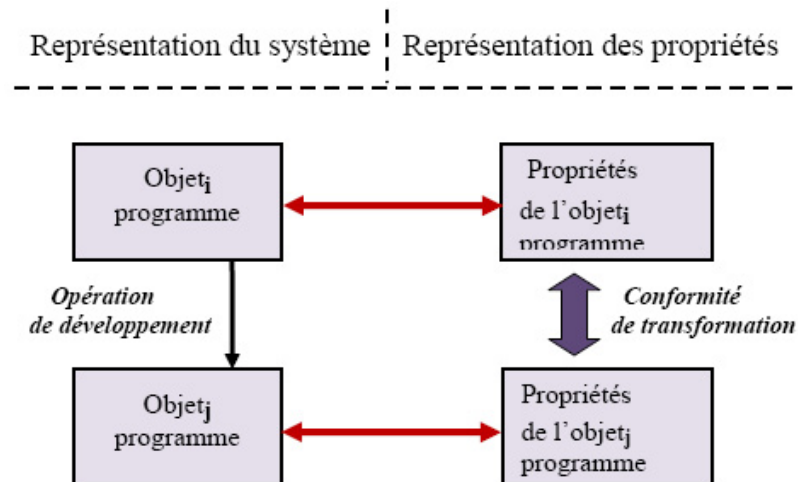 Représentation du système
Représentation des propriétés
Objeti
programme
Propriétés
de l’objeti
programme
Opération
de développement
Conformité
de transformation
Objetj
programme
Propriétés
de l’objetj
programme